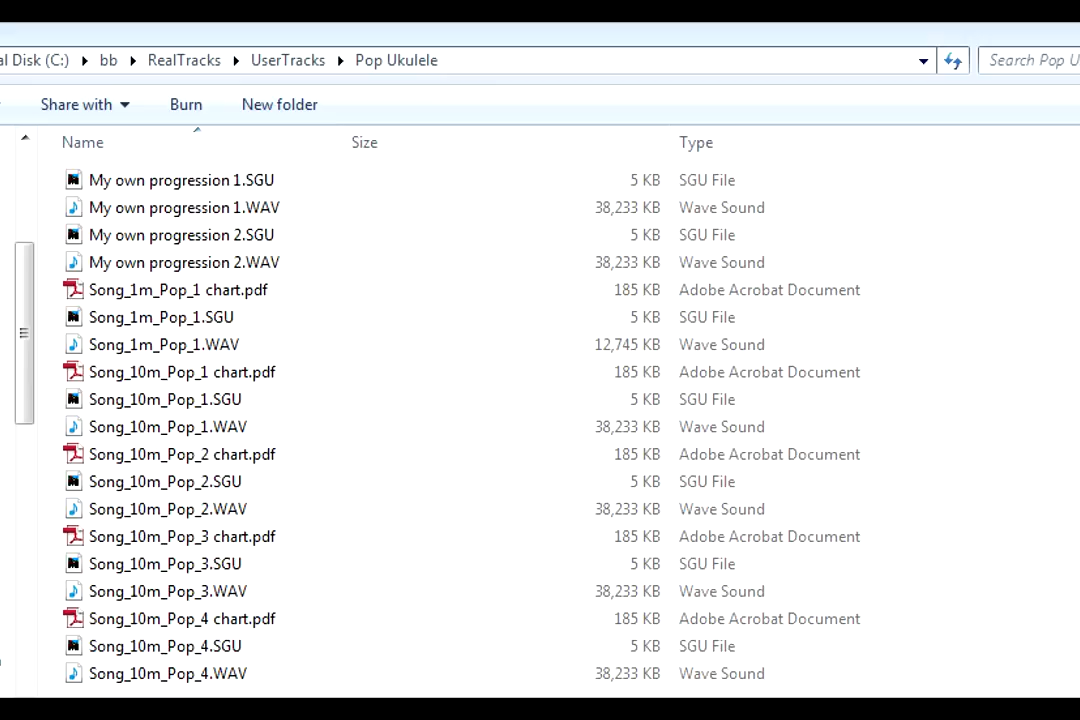 al Disk (C:) ▸ bb ▸ RealTracks ▸ UserTracks ▸ Pop Ukulele
Search Pop U
Share with
Burn
New folder
Name Size Type
My own progression 1.SGU 5 KB SGU File
My own progression 1.WAV 38,233 KB Wave Sound
My own progression 2.SGU 5 KB SGU File
My own progression 2.WAV 38,233 KB Wave Sound
Song_1m_Pop_1 chart.pdf 185 KB Adobe Acrobat Document
Song_1m_Pop_1.SGU 5 KB SGU File
Song_1m_Pop_1.WAV 12,745 KB Wave Sound
Song_10m_Pop_1 chart.pdf 185 KB Adobe Acrobat Document
Song_10m_Pop_1.SGU 5 KB SGU File
Song_10m_Pop_1.WAV 38,233 KB Wave Sound
Song_10m_Pop_2 chart.pdf 185 KB Adobe Acrobat Document
Song_10m_Pop_2.SGU 5 KB SGU File
Song_10m_Pop_2.WAV 38,233 KB Wave Sound
Song_10m_Pop_3 chart.pdf 185 KB Adobe Acrobat Document
Song_10m_Pop_3.SGU 5 KB SGU File
Song_10m_Pop_3.WAV 38,233 KB Wave Sound
Song_10m_Pop_4 chart.pdf 185 KB Adobe Acrobat Document
Song_10m_Pop_4.SGU 5 KB SGU File
Song_10m_Pop_4.WAV 38,233 KB Wave Sound